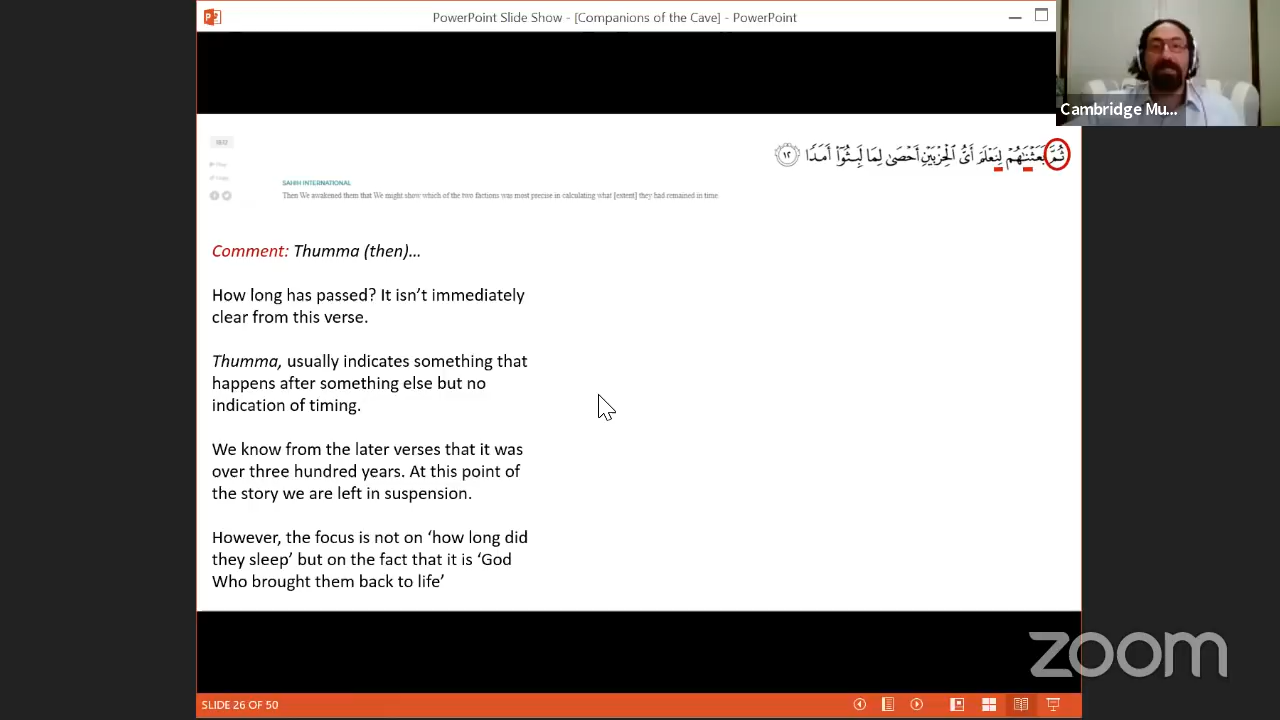 PowerPoint Slide Show - [Companions of the Cave] - PowerPoint
Cambridge Mu...
ثُمَّ بَعَثْنَـٰهُمْ لِنَعْلَمَ أَىُّ ٱلْحِزْبَيْنِ أَحْصَىٰ لِمَا لَبِثُوٓا۟ أَمَدًۭا ١٢
18:12
SAHIH INTERNATIONAL
Then We awakened them that We might show which of the two factions was most precise in calculating what [extent] they had remained in time.
Comment: Thumma (then)...
How long has passed? It isn’t immediately
clear from this verse.
Thumma, usually indicates something that
happens after something else but no
indication of timing.
We know from the later verses that it was
over three hundred years. At this point of
the story we are left in suspension.
However, the focus is not on ‘how long did
they sleep’ but on the fact that it is ‘God
Who brought them back to life’
zoom
SLIDE 26 OF 50